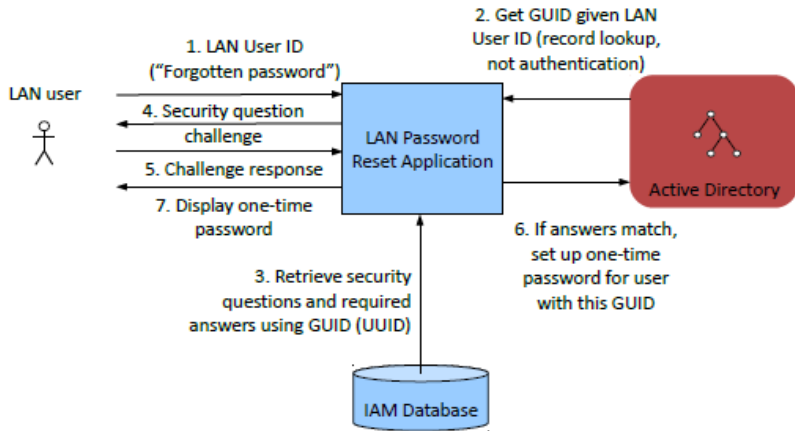 1. LAN User ID
("Forgotten password")
2. Get GUID given LAN
User ID (record lookup,
not authentication)
LAN user
4. Security question
challenge
5. Challenge response
7. Display one-time
password
LAN Password
Reset Application
Active Directory
6. If answers match,
set up one-time
password for user
with this GUID
3. Retrieve security
questions and required
answers using GUID (UUID)
IAM Database